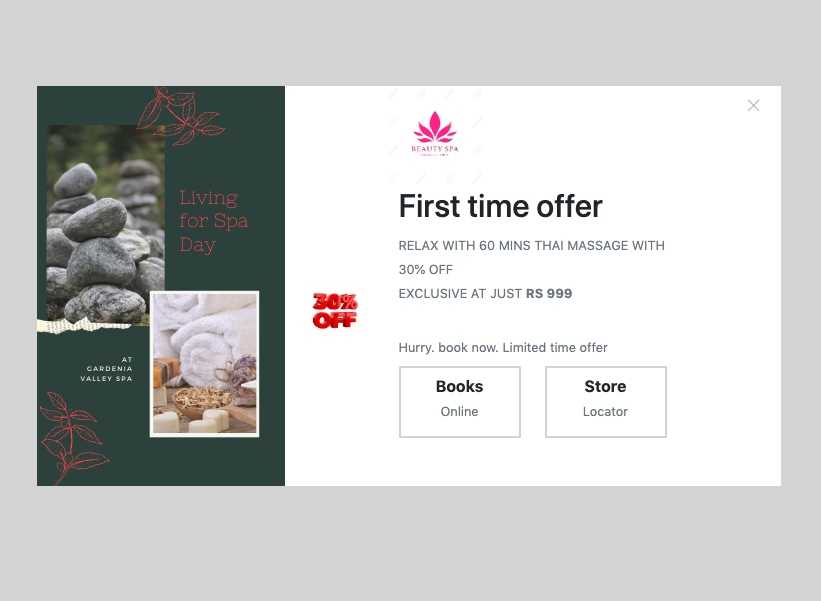 Living
for Spa
Day
AT
GARDENIA
VALLEY SPA
30%
OFF
BEAUTY SPA
First time offer
RELAX WITH 60 MINS THAI MASSAGE WITH
30% OFF
EXCLUSIVE AT JUST RS 999
Hurry. book now. Limited time offer
Books
Online
Store
Locator